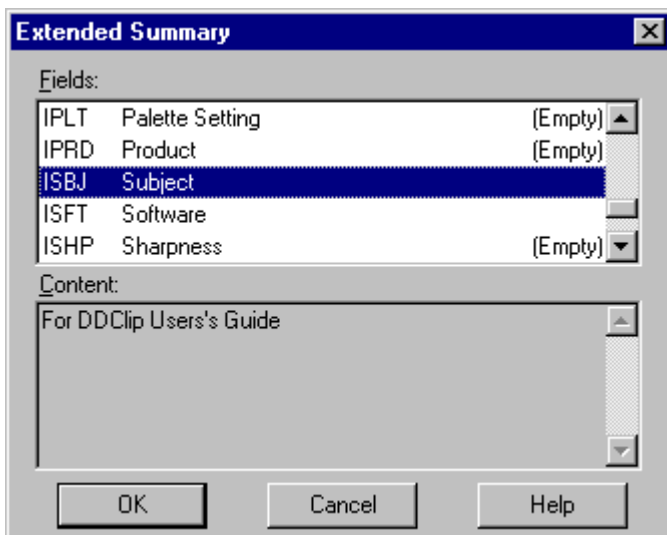 Extended Summary
Fields:
IPLT Palette Setting (Empty)
IPRD Product (Empty)
ISBJ Subject
ISFT Software
ISHP Sharpness (Empty)
Content:
For DDClip Users's Guide
OK Cancel Help